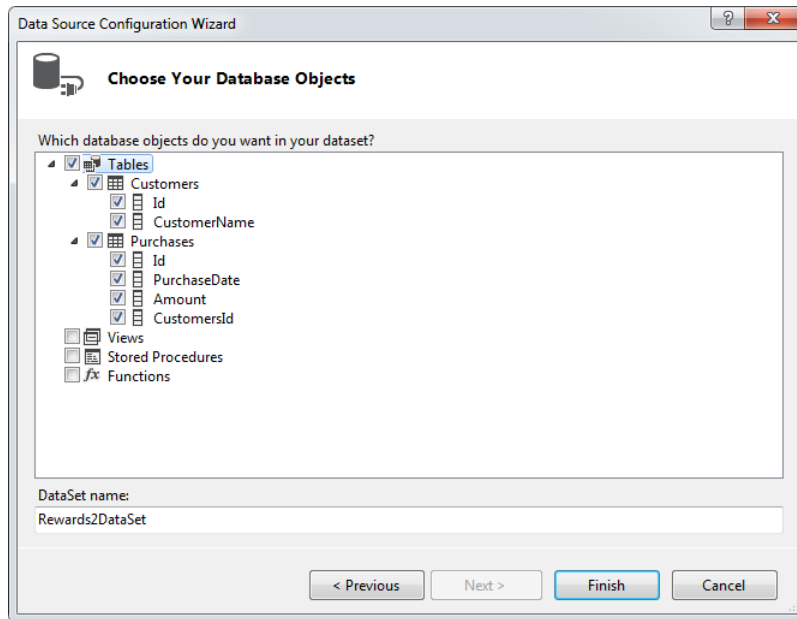 Data Source Configuration Wizard
?
x
Choose Your Database Objects
Which database objects do you want in your dataset?
Tables
Customers
Id
CustomerName
Purchases
Id
PurchaseDate
Amount
CustomersId
Views
Stored Procedures
fx Functions
DataSet name:
Rewards2DataSet
< Previous
Next >
Finish
Cancel